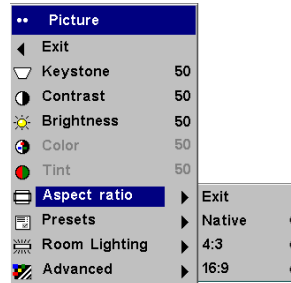 Picture
Exit
Keystone 50
Contrast 50
Brightness 50
Color 50
Tint 50
Aspect ratio
Exit
Presets
Native
Room Lighting
4:3
Advanced
16:9